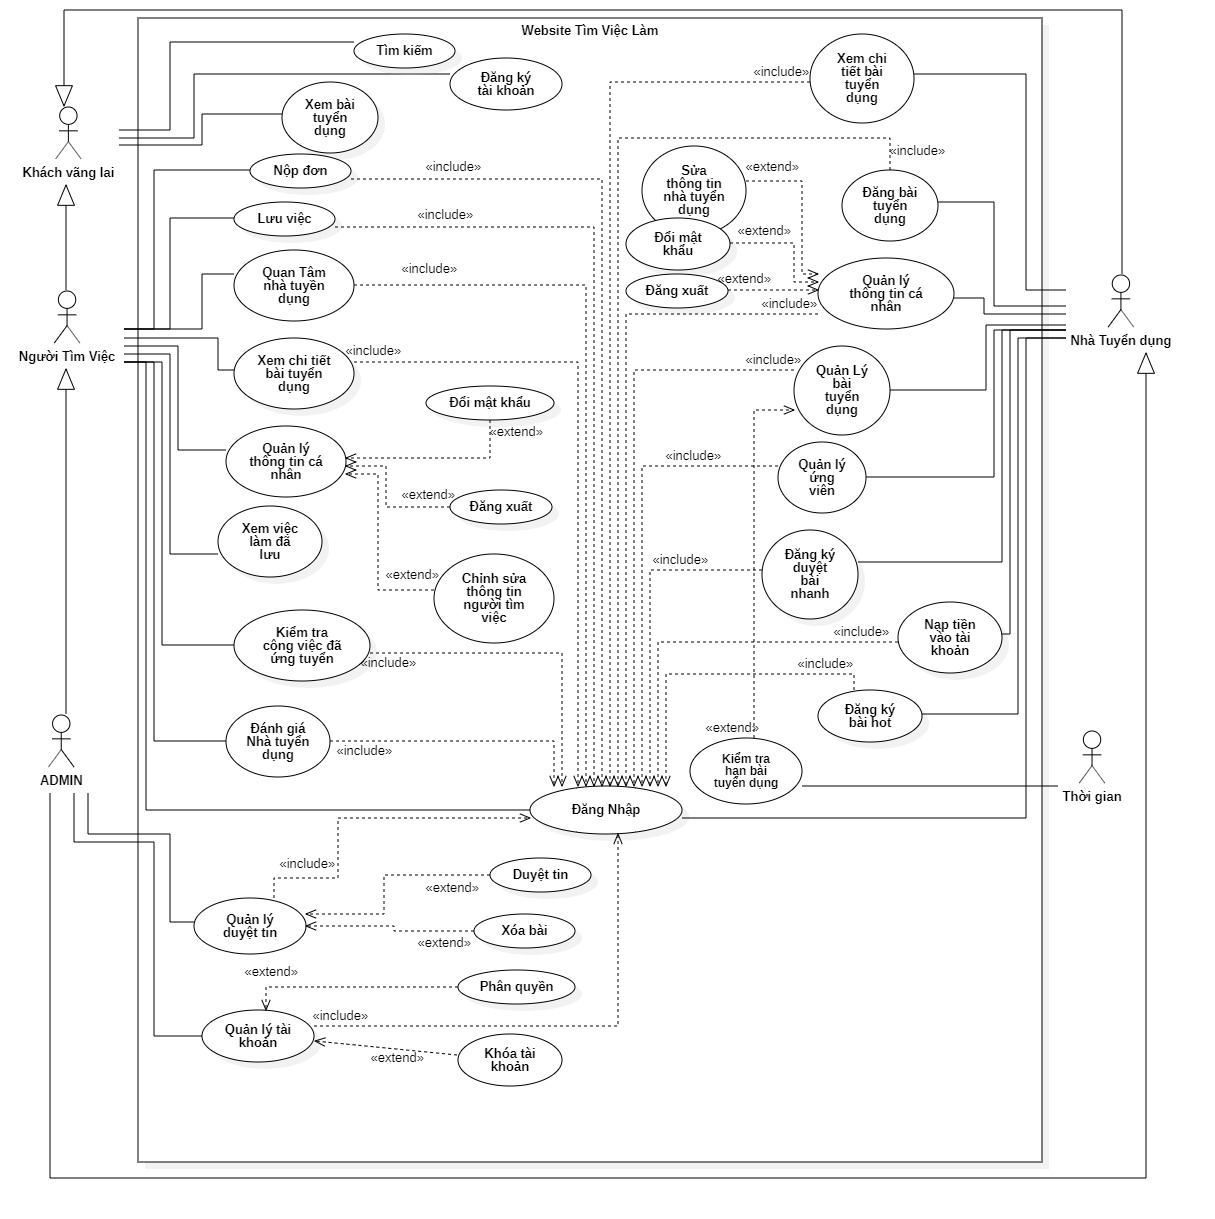 Website Tìm Việc Làm
Tìm kiếm
Đăng ký
tài khoản
Xem bài
tuyển
dụng
Khách vãng lai
Nộp đơn
«include»
Lưu việc
«include»
Quan Tâm
nhà tuyền
dụng
«include»
Người Tìm Việc
Xem chi tiết
bài tuyển
dụng
«include»
Đổi mật khẩu
«extend»
Quản lý
thông tin cá
nhân
«extend»
Đăng xuất
Xem việc
làm đã
lưu
«extend»
Chỉnh sửa
thông tin
người tìm
việc
Kiểm tra
công việc đã
ứng tuyển
«include»
Đánh giá
Nhà tuyển
dụng
«include»
ADMIN
Xem chi
tiết bài
tuyển
dụng
«include»
«include»
Sửa
thông tin
nhà tuyển
dụng
«extend»
Đăng bài
tuyển
dụng
Đổi mật
khẩu
«extend»
Đăng xuất
«extend»
Quản lý
thông tin cá
nhân
«include»
Nhà Tuyển dụng
Quản Lý
bài
tuyển
dụng
«include»
Quản lý
ứng
viên
«include»
Đăng ký
duyệt
bài
nhanh
«include»
Nạp tiền
vào tài
khoản
«include»
«include»
Đăng ký
bài hot
«extend»
Kiểm tra
hạn bài
tuyển dụng
Thời gian
Đăng Nhập
«include»
Duyệt tin
«extend»
Quản lý
duyệt tin
Xóa bài
«extend»
«extend»
Phân quyền
«include»
Quản lý tài
khoản
«extend»
Khóa tài
khoản